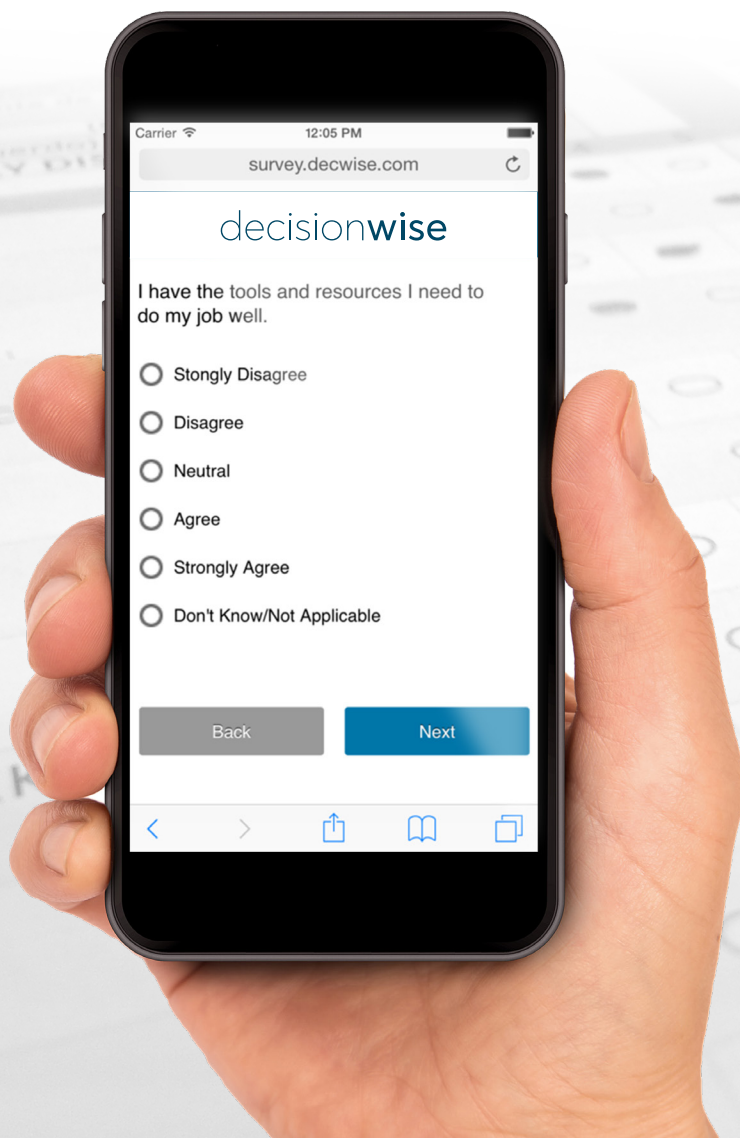 Carrier 12:05 PM
survey.decwise.com
decisionwise
I have the tools and resources I need to
do my job well.
Stongly Disagree
Disagree
Neutral
Agree
Strongly Agree
Don't Know/Not Applicable
Back Next